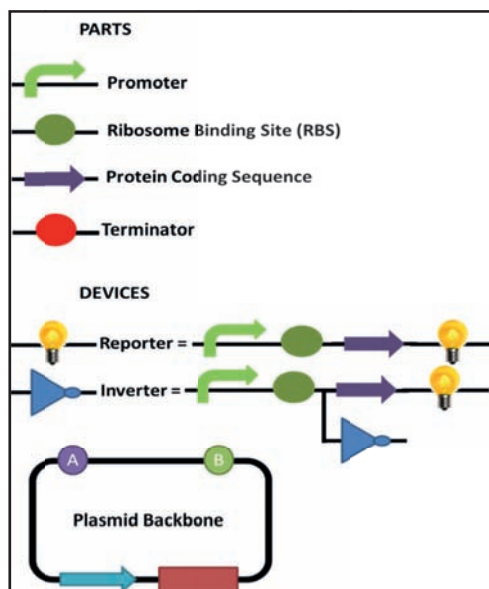 PARTS
Promoter
Ribosome Binding Site (RBS)
Protein Coding Sequence
Terminator
DEVICES
Reporter =
Inverter =
A B
Plasmid Backbone